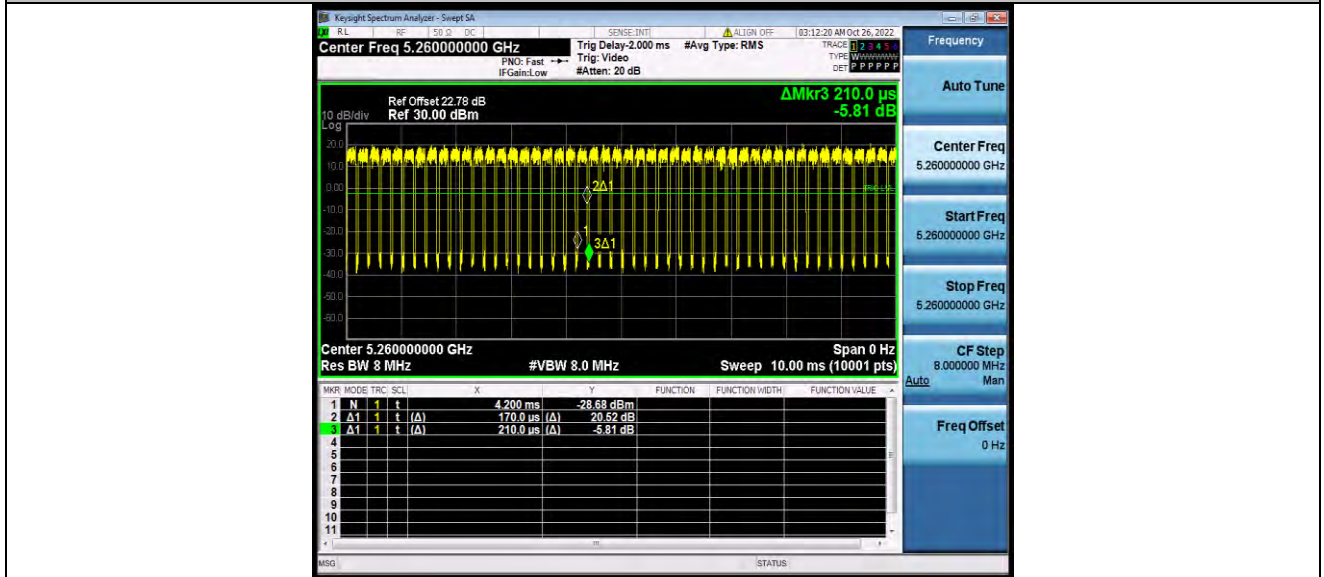 Keysight Spectrum Analyzer - Swept SA
RL RF 50 Ω DC SENSE:INT ALIGN OFF 03:12:20 AM Oct 26, 2022
Center Freq 5.260000000 GHz
PNO: Fast
IFGain:Low
Trig Delay-2.000 ms
Trig: Video
#Atten: 20 dB
#Avg Type: RMS
TRACE 1 2 3 4 5 6
TYPE WWWWWW
DET P P P P P P
ΔMkr3 210.0 µs
-5.81 dB
Ref Offset 22.78 dB
10 dB/div Ref 30.00 dBm
Log
20.0
10.0
0.00
TRIG LVL
-10.0
-20.0
-30.0
-40.0
-50.0
-60.0
2Δ1
1
3Δ1
Center 5.260000000 GHz Span 0 Hz
Res BW 8 MHz #VBW 8.0 MHz Sweep 10.00 ms (10001 pts)
MKR MODE TRC SCL X Y FUNCTION FUNCTION WIDTH FUNCTION VALUE
1 N 1 t 4.200 ms -28.68 dBm
2 Δ1 1 t (Δ) 170.0 µs (Δ) 20.52 dB
3 Δ1 1 t (Δ) 210.0 µs (Δ) -5.81 dB
4
5
6
7
8
9
10
11
MSG STATUS
Frequency
Auto Tune
Center Freq
5.260000000 GHz
Start Freq
5.260000000 GHz
Stop Freq
5.260000000 GHz
CF Step
8.000000 MHz
Auto Man
Freq Offset
0 Hz